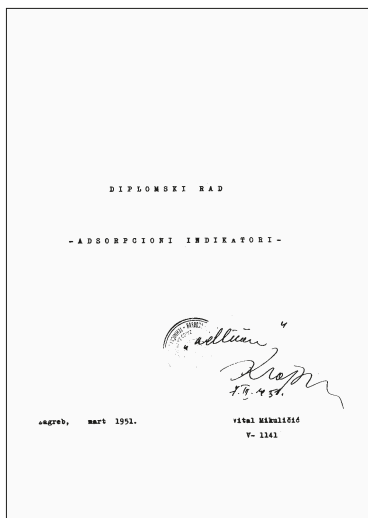 DIPLOMSKI RAD
-ADSORPCIONI INDIKATORI-
Zagreb, mart 1951.
Vital Mikuličić
V- 1141